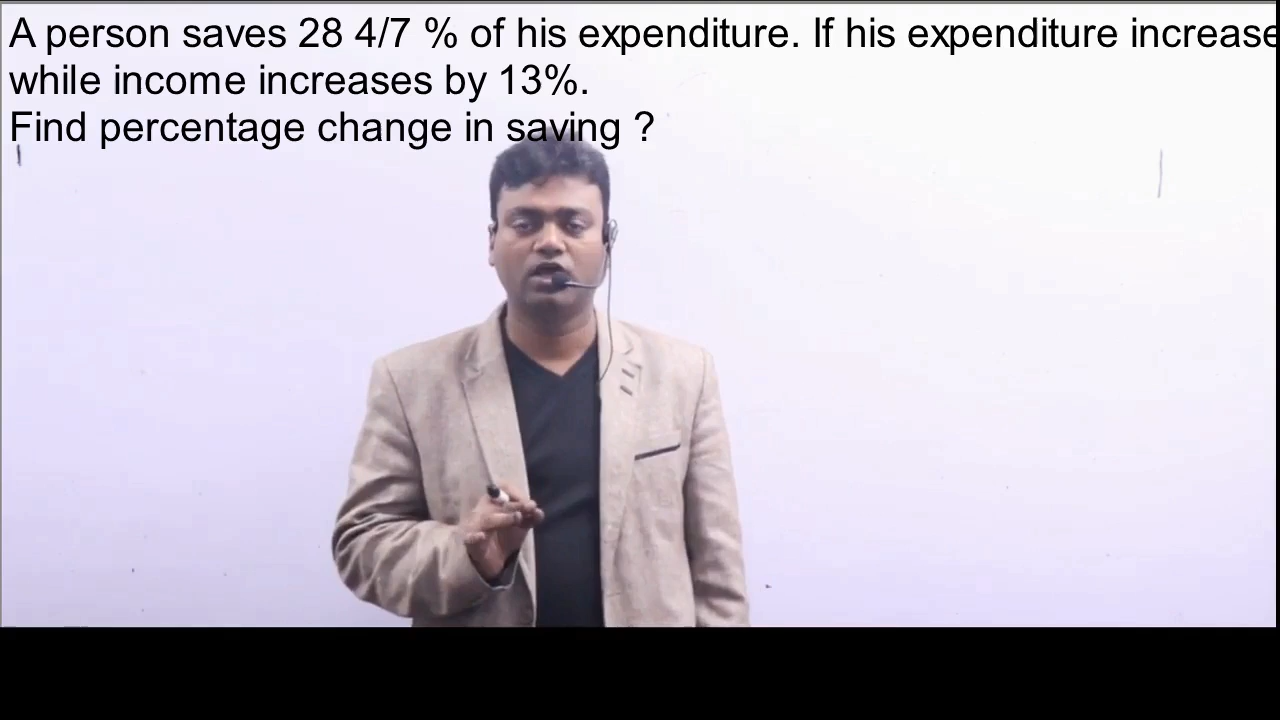 A person saves 28 4/7 % of his expenditure. If his expenditure increase
while income increases by 13%.
Find percentage change in saving ?